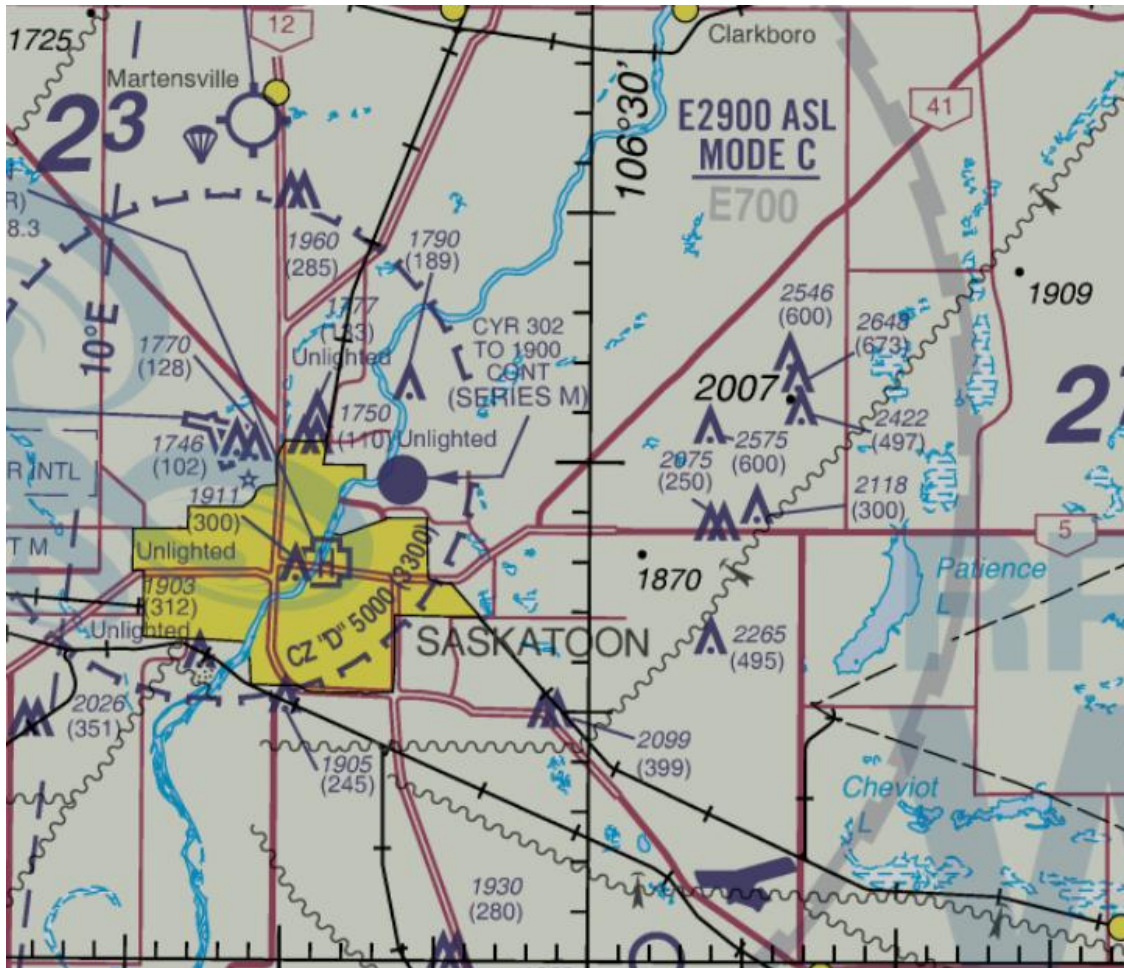 1725
12
Clarkboro
Martensville
23
106°30'
E2900 ASL
MODE C
E700
41
R)
8.3
1960
(285)
1790
(189)
10°E
1770
(128)
(133)
Unlighted
CYR 302
TO 1900
CONT
(SERIES M)
2546
(600)
2648
(673)
1909
2007
2422
(497)
1746
(102)
1750
(110)
Unlighted
2575
(600)
2075
(250)
2118
(300)
R INTL
1911
(300)
T M
Unlighted
5
1903
(312)
Unlighted
H
1870
Patience
L
CZ "D" 5000 (3300)
SASKATOON
2265
(495)
2026
(351)
1905
(245)
2099
(399)
Cheviot
L
1930
(280)